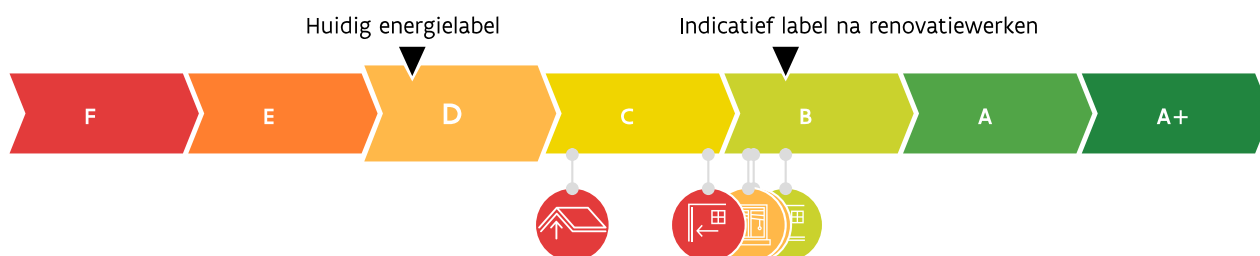 Huidig energielabel
Indicatief label na renovatiewerken
F
E
D
C
B
A
A+